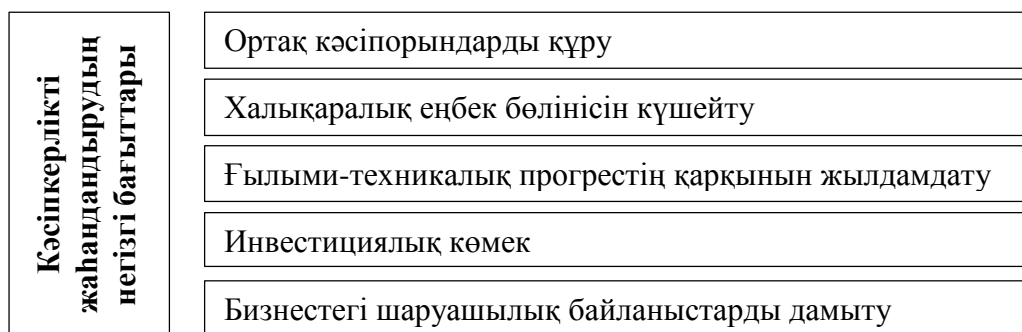 Кәсіпкерлікті
жаһандандырудың
негізгі бағыттары
Ортақ кәсіпорындарды құру
Халықаралық еңбек бөлінісін күшейту
Ғылыми-техникалық прогрестің қарқынын жылдамдату
Инвестициялық көмек
Бизнестегі шаруашылық байланыстарды дамыту